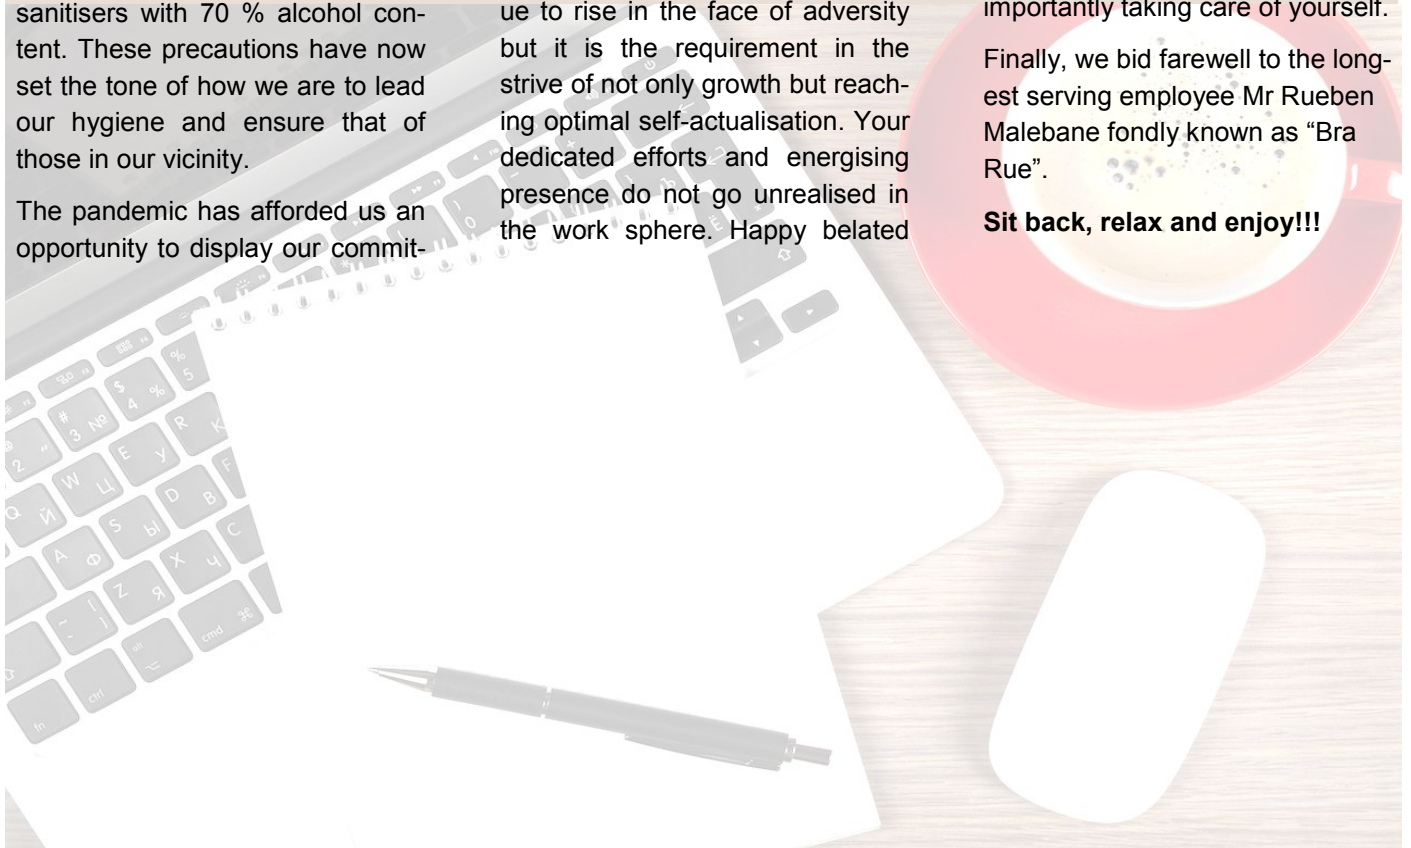 sanitisers with 70 % alcohol con-
tent. These precautions have now
set the tone of how we are to lead
our hygiene and ensure that of
those in our vicinity.
The pandemic has afforded us an
opportunity to display our commit-
ue to rise in the face of adversity
but it is the requirement in the
strive of not only growth but reach-
ing optimal self-actualisation. Your
dedicated efforts and energising
presence do not go unrealised in
the work sphere. Happy belated
importantly taking care of yourself.
Finally, we bid farewell to the long-
est serving employee Mr Rueben
Malebane fondly known as “Bra
Rue”.
Sit back, relax and enjoy!!!